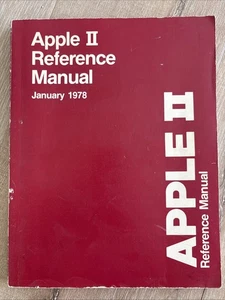 Apple II
Reference
Manual
January 1978
APPLE II
Reference Manual